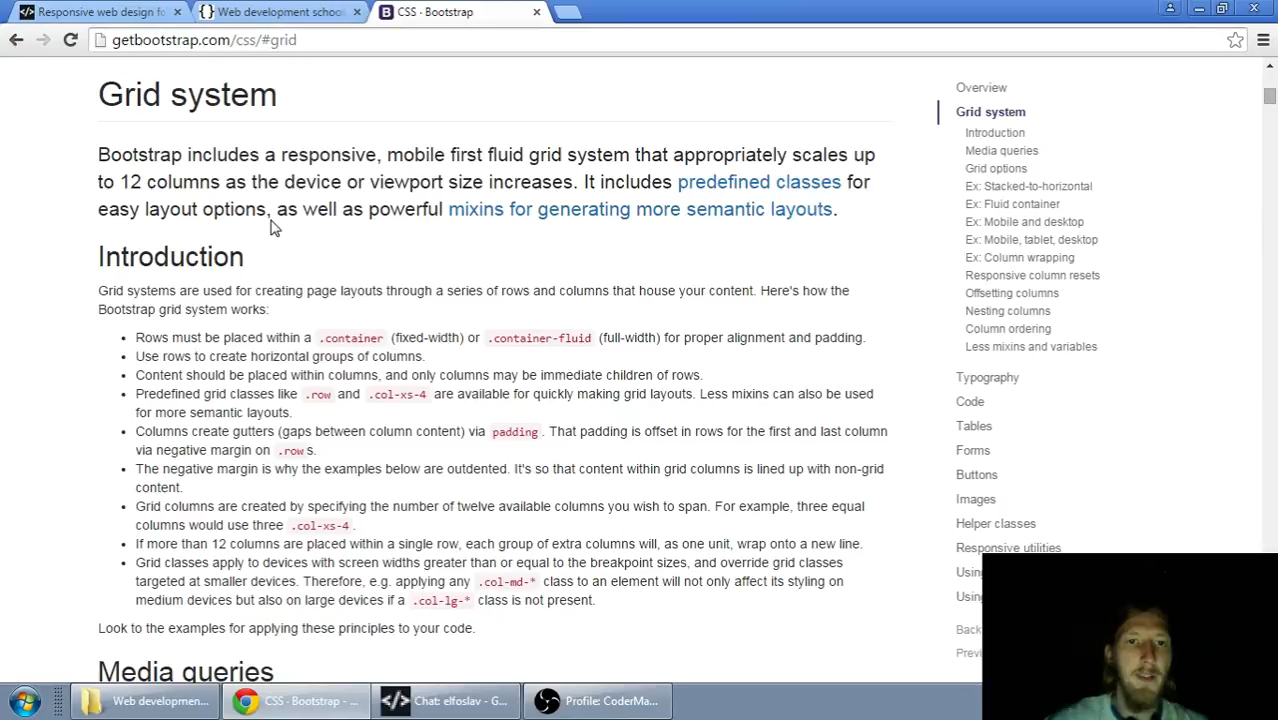 Responsive web design fo
Web development school
CSS · Bootstrap
getbootstrap.com/css/#grid
Grid system
Bootstrap includes a responsive, mobile first fluid grid system that appropriately scales up
to 12 columns as the device or viewport size increases. It includes predefined classes for
easy layout options, as well as powerful mixins for generating more semantic layouts.
Introduction
Grid systems are used for creating page layouts through a series of rows and columns that house your content. Here's how the
Bootstrap grid system works:
• Rows must be placed within a .container (fixed-width) or .container-fluid (full-width) for proper alignment and padding.
• Use rows to create horizontal groups of columns.
• Content should be placed within columns, and only columns may be immediate children of rows.
• Predefined grid classes like .row and .col-xs-4 are available for quickly making grid layouts. Less mixins can also be used
for more semantic layouts.
• Columns create gutters (gaps between column content) via padding. That padding is offset in rows for the first and last column
via negative margin on .rows.
• The negative margin is why the examples below are outdented. It's so that content within grid columns is lined up with non-grid
content.
• Grid columns are created by specifying the number of twelve available columns you wish to span. For example, three equal
columns would use three .col-xs-4.
• If more than 12 columns are placed within a single row, each group of extra columns will, as one unit, wrap onto a new line.
• Grid classes apply to devices with screen widths greater than or equal to the breakpoint sizes, and override grid classes
targeted at smaller devices. Therefore, e.g. applying any .col-md-* class to an element will not only affect its styling on
medium devices but also on large devices if a .col-lg-* class is not present.
Look to the examples for applying these principles to your code.
Media queries
Overview
Grid system
Introduction
Media queries
Grid options
Ex: Stacked-to-horizontal
Ex: Fluid container
Ex: Mobile and desktop
Ex: Mobile, tablet, desktop
Ex: Column wrapping
Responsive column resets
Offsetting columns
Nesting columns
Column ordering
Less mixins and variables
Typography
Code
Tables
Forms
Buttons
Images
Helper classes
Responsive utilities
Using
Using
Back
Previ
Web developmen...
CSS · Bootstrap - ...
Chat: elfoslav - G...
Profile: CoderMa...